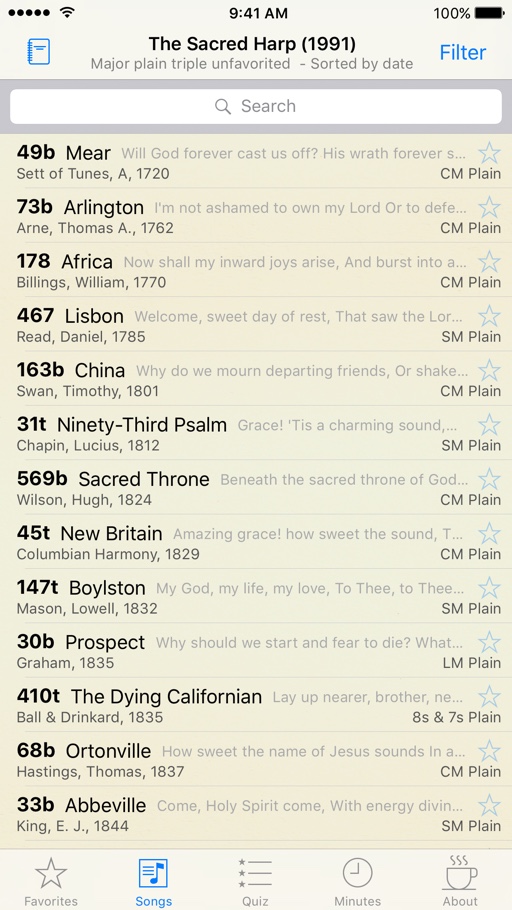 9:41 AM 100%
The Sacred Harp (1991)
Major plain triple unfavorited - Sorted by date
Filter
Search
49b Mear Will God forever cast us off? His wrath forever s...
Sett of Tunes, A, 1720 CM Plain
73b Arlington I'm not ashamed to own my Lord Or to defe...
Arne, Thomas A., 1762 CM Plain
178 Africa Now shall my inward joys arise, And burst into a...
Billings, William, 1770 CM Plain
467 Lisbon Welcome, sweet day of rest, That saw the Lor...
Read, Daniel, 1785 SM Plain
163b China Why do we mourn departing friends, Or shake...
Swan, Timothy, 1801 CM Plain
31t Ninety-Third Psalm Grace! 'Tis a charming sound,...
Chapin, Lucius, 1812 SM Plain
569b Sacred Throne Beneath the sacred throne of God...
Wilson, Hugh, 1824 CM Plain
45t New Britain Amazing grace! how sweet the sound, T...
Columbian Harmony, 1829 CM Plain
147t Boylston My God, my life, my love, To Thee, to Thee...
Mason, Lowell, 1832 SM Plain
30b Prospect Why should we start and fear to die? What...
Graham, 1835 LM Plain
410t The Dying Californian Lay up nearer, brother, ne...
Ball & Drinkard, 1835 8s & 7s Plain
68b Ortonville How sweet the name of Jesus sounds In a...
Hastings, Thomas, 1837 CM Plain
33b Abbeville Come, Holy Spirit come, With energy divin...
King, E. J., 1844 SM Plain
Favorites Songs Quiz Minutes About